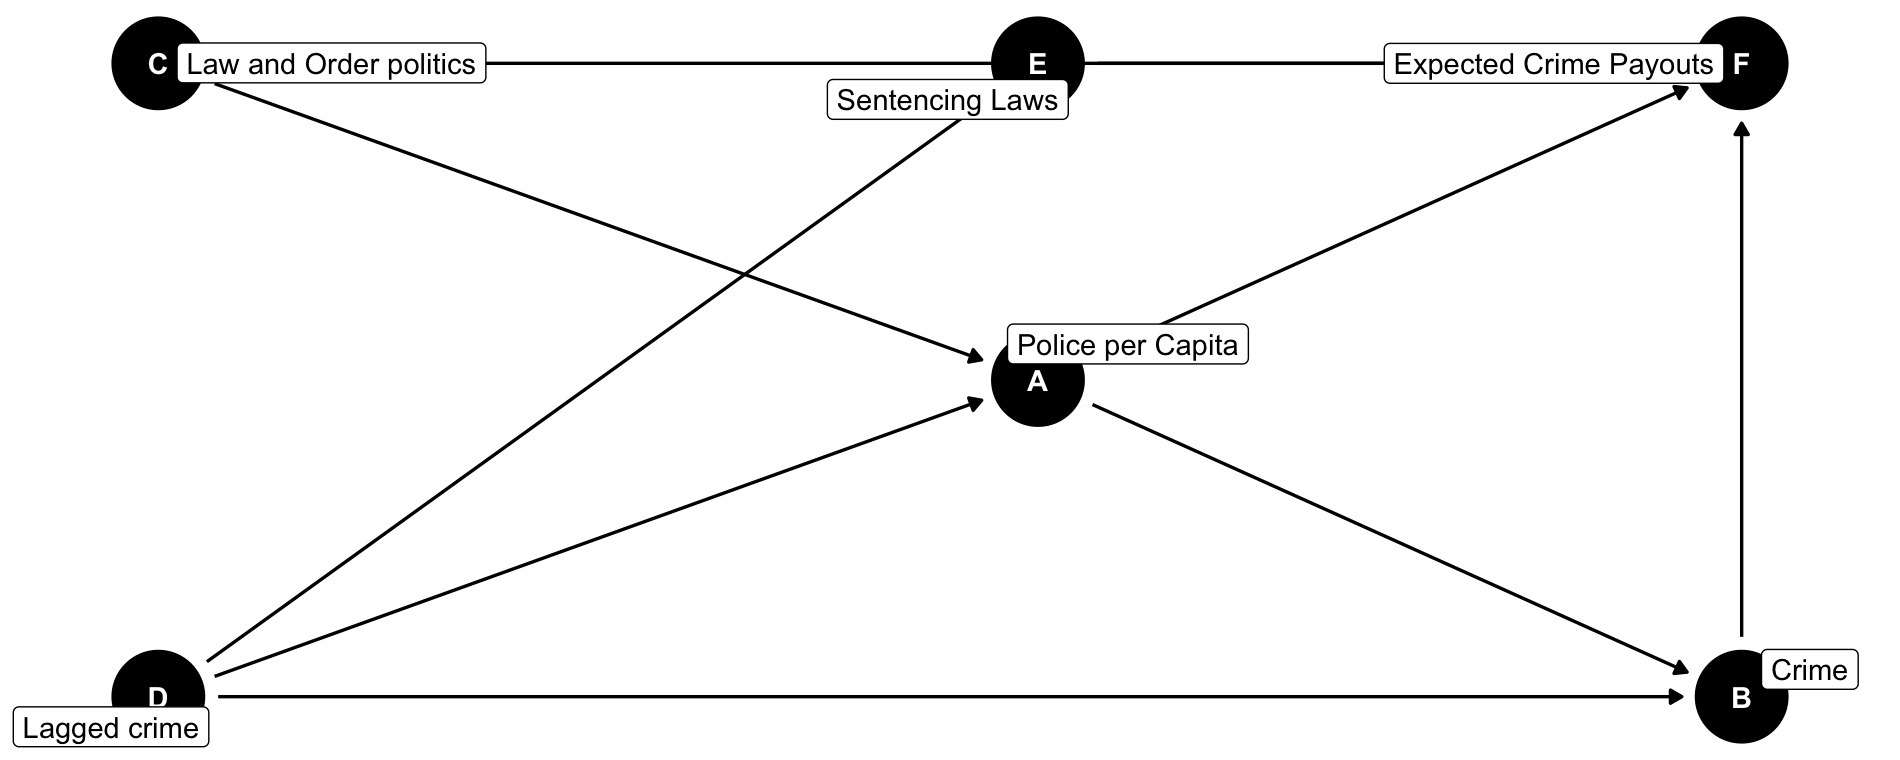 C
Law and Order politics
E
Expected Crime Payouts
F
Sentencing Laws
Police per Capita
A
Crime
D
B
Lagged crime